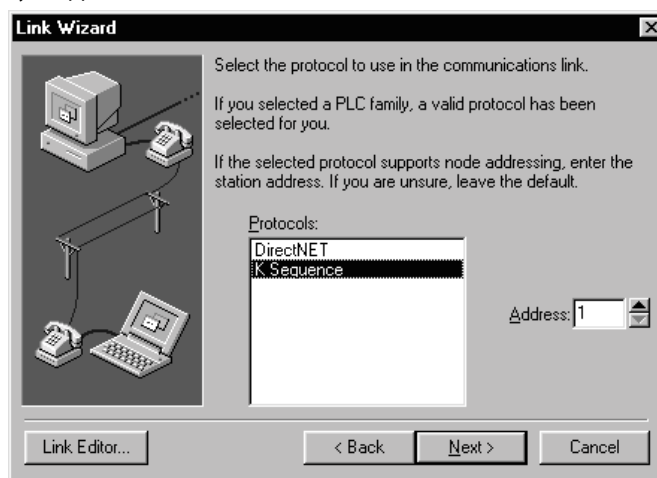 Link Wizard
Select the protocol to use in the communications link.
If you selected a PLC family, a valid protocol has been
selected for you.
If the selected protocol supports node addressing, enter the
station address. If you are unsure, leave the default.
Protocols:
DirectNET
K Sequence
Address: 1
Link Editor...
< Back
Next >
Cancel